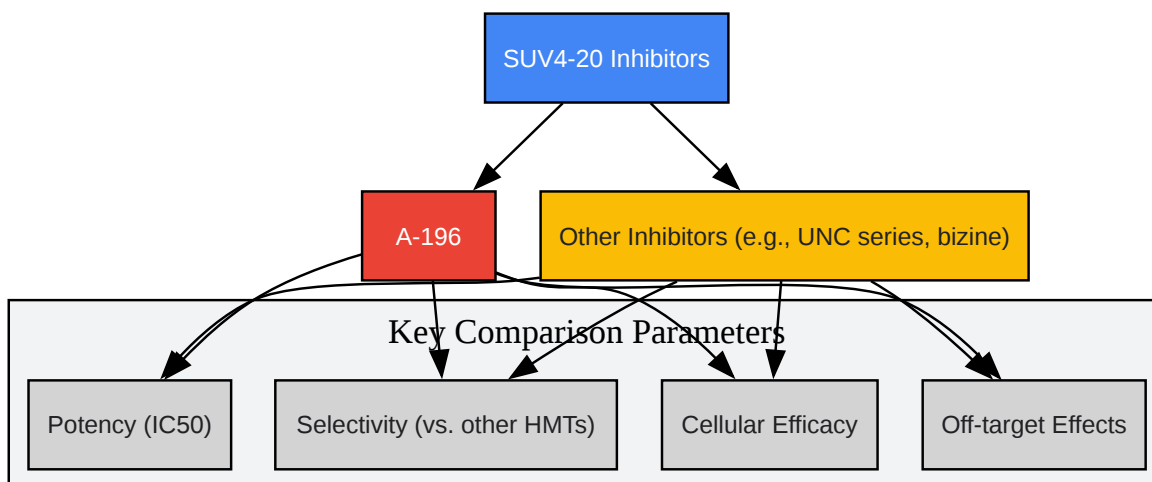 SUV4-20 Inhibitors
A-196
Other Inhibitors (e.g., UNC series, bizine)
Key Comparison Parameters
Potency (IC50)
Selectivity (vs. other HMTs)
Cellular Efficacy
Off-target Effects